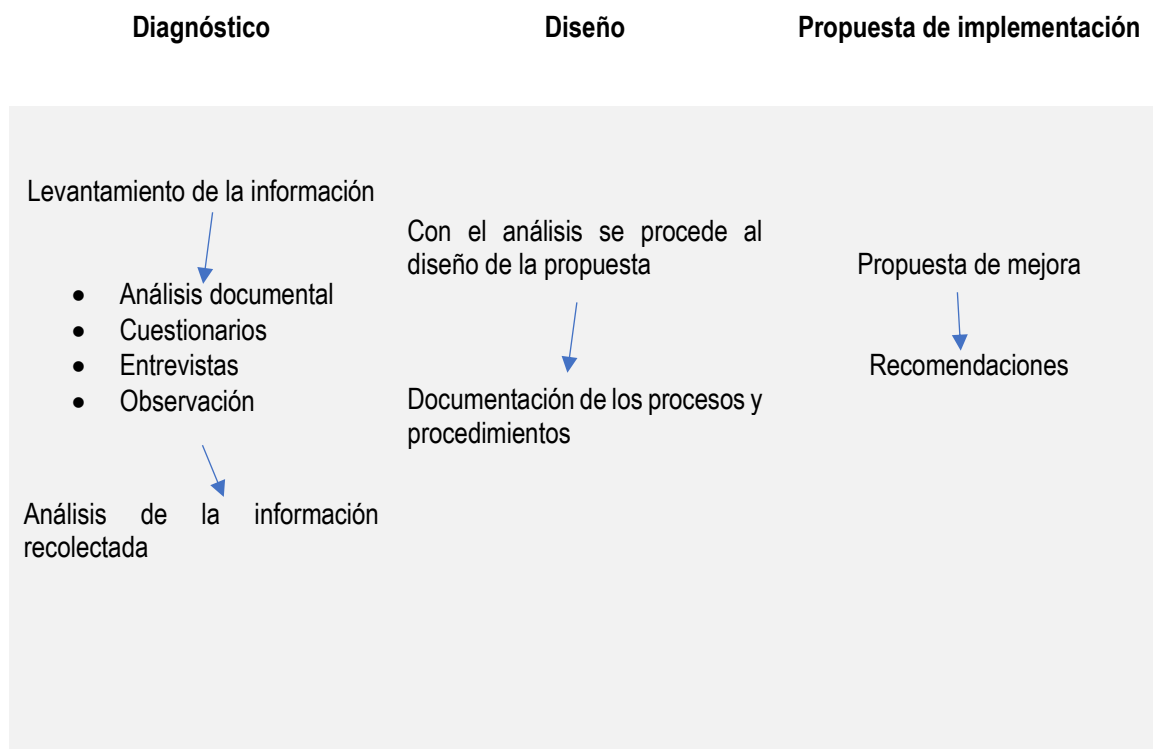 Diagnóstico
Diseño
Propuesta de implementación
Levantamiento de la información
• Análisis documental
• Cuestionarios
• Entrevistas
• Observación
Análisis de la información
recolectada
Con el análisis se procede al
diseño de la propuesta
Documentación de los procesos y
procedimientos
Propuesta de mejora
Recomendaciones